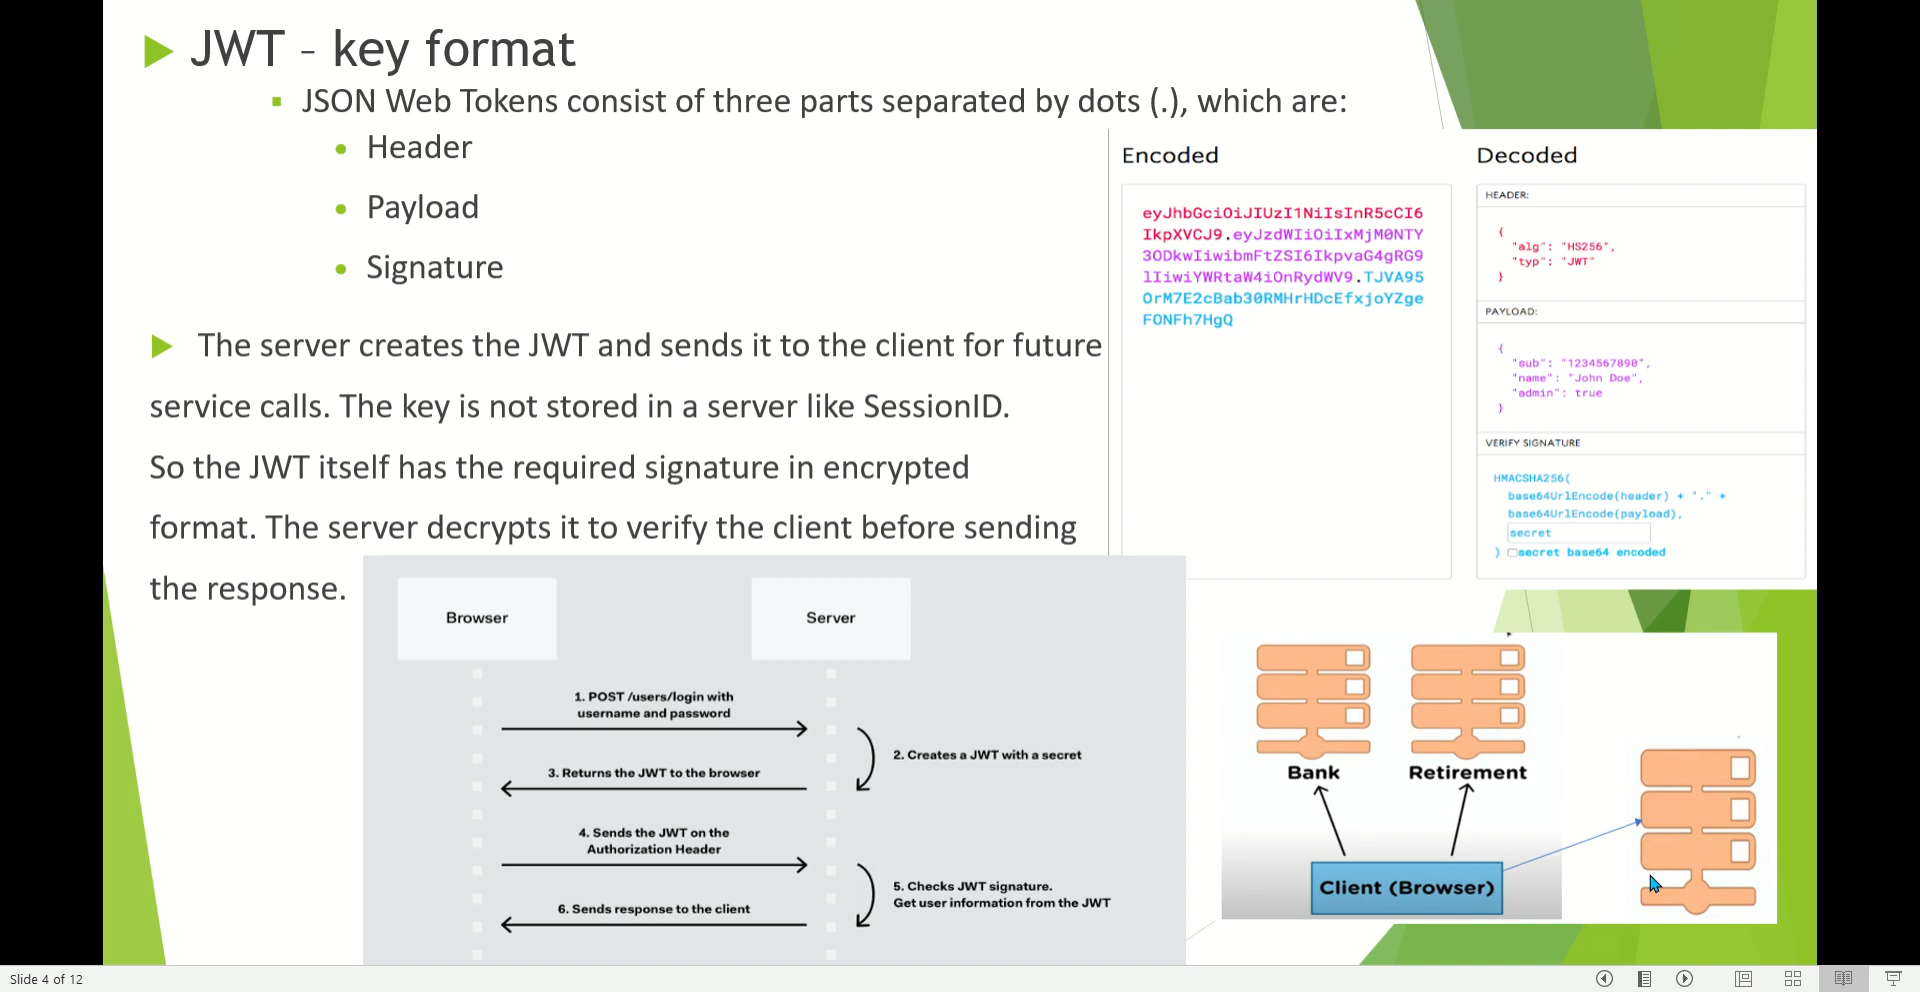 JWT – key format
JSON Web Tokens consist of three parts separated by dots (.), which are:
Header
Payload
Signature
The server creates the JWT and sends it to the client for future
service calls. The key is not stored in a server like SessionID.
So the JWT itself has the required signature in encrypted
format. The server decrypts it to verify the client before sending
the response.
Encoded
eyJhbGciOiJIUzI1NiIsInR5cCI6
IkpXVCJ9.eyJzdWIiOiIxMjM0NTY
3ODkwIiwibmFtZSI6IkpvaG4gRG9
lIiwiYWRtaW4iOnRydWV9.TJVA95
OrM7E2cBab30RMHrHDcEfxjoYZge
FONFh7HgQ
Decoded
HEADER:
{
"alg": "HS256",
"typ": "JWT"
}
PAYLOAD:
{
"sub": "1234567890",
"name": "John Doe",
"admin": true
}
VERIFY SIGNATURE
HMACSHA256(
base64UrlEncode(header) + "." +
base64UrlEncode(payload),
secret
) secret base64 encoded
Browser
Server
1. POST /users/login with
username and password
2. Creates a JWT with a secret
3. Returns the JWT to the browser
4. Sends the JWT on the
Authorization Header
5. Checks JWT signature.
Get user information from the JWT
6. Sends response to the client
Bank
Retirement
Client (Browser)
Slide 4 of 12